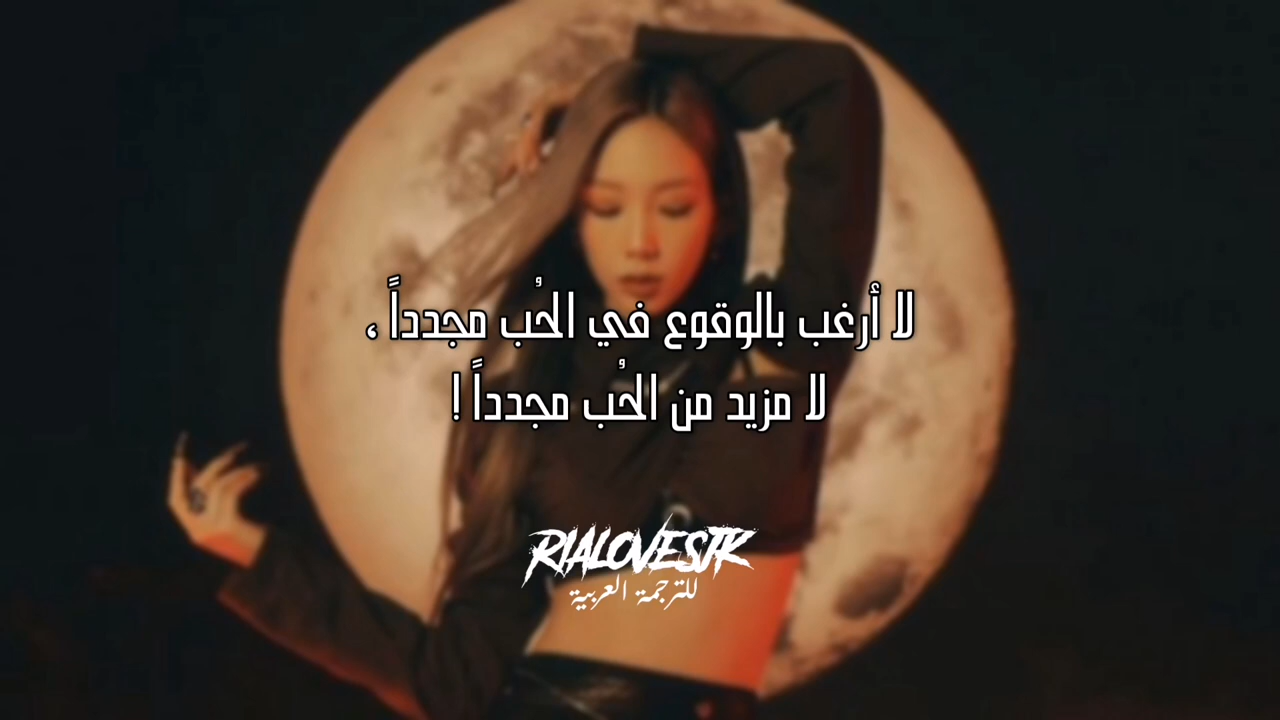 لا أرغب بالوقوع في الحُب مجدداً ،
لا مزيد من الحُب مجدداً !
RIALOVESJK
للترجمة العربية